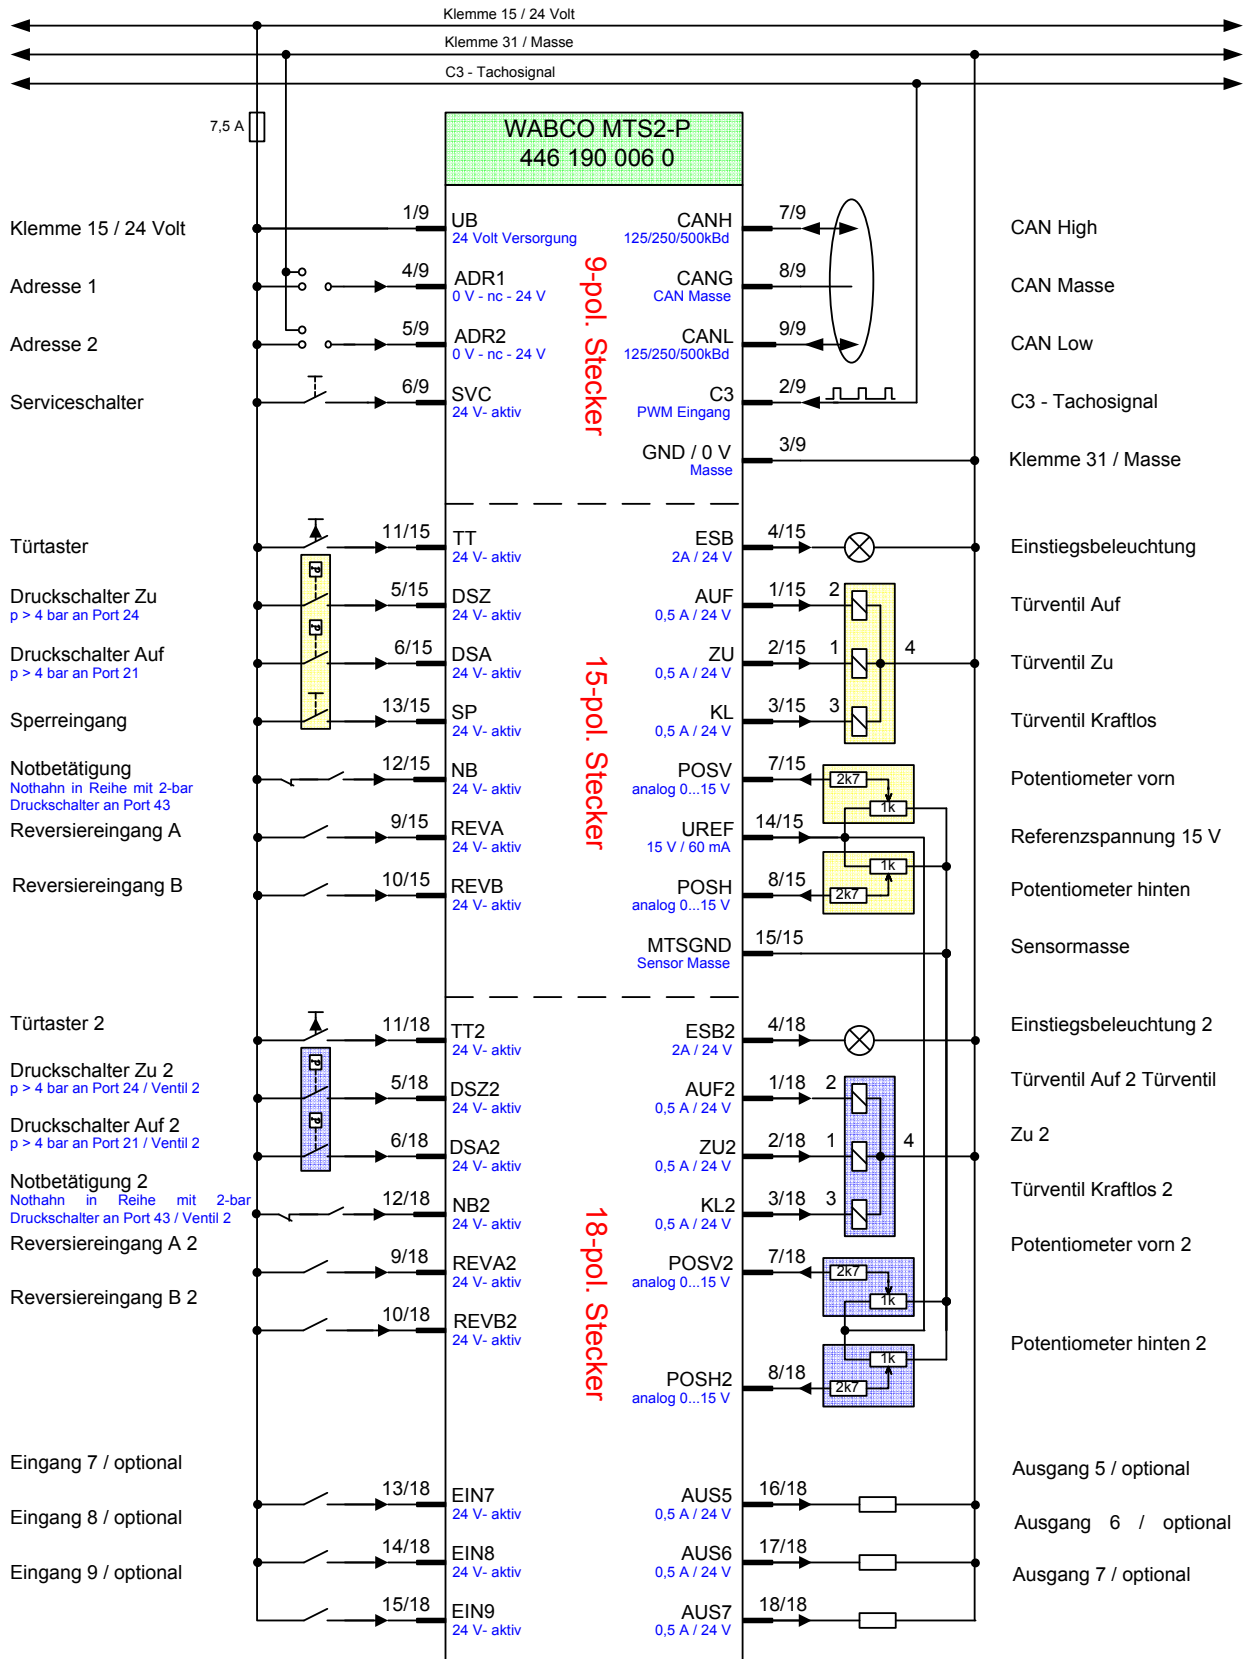 Klemme 15 / 24 Volt
Klemme 31 / Masse
C3 - Tachosignal
7,5 A
WABCO MTS2-P
446 190 006 0
Klemme 15 / 24 Volt
1/9
UB
24 Volt Versorgung
CANH
125/250/500kBd
7/9
CAN High
Adresse 1
4/9
ADR1
0 V - nc - 24 V
CANG
CAN Masse
8/9
CAN Masse
Adresse 2
5/9
ADR2
0 V - nc - 24 V
CANL
125/250/500kBd
9/9
CAN Low
Serviceschalter
6/9
SVC
24 V- aktiv
C3
PWM Eingang
2/9
C3 - Tachosignal
GND / 0 V
Masse
3/9
Klemme 31 / Masse
9-pol. Stecker
Türtaster
11/15
TT
24 V- aktiv
ESB
2A / 24 V
4/15
Einstiegsbeleuchtung
Druckschalter Zu
p > 4 bar an Port 24
P
5/15
DSZ
24 V- aktiv
AUF
0,5 A / 24 V
1/15
2
Türventil Auf
Druckschalter Auf
p > 4 bar an Port 21
P
6/15
DSA
24 V- aktiv
ZU
0,5 A / 24 V
2/15
1
4
Türventil Zu
Sperreingang
13/15
SP
24 V- aktiv
KL
0,5 A / 24 V
3/15
3
Türventil Kraftlos
15-pol. Stecker
Notbetätigung
Nothahn in Reihe mit 2-bar
Druckschalter an Port 43
12/15
NB
24 V- aktiv
POSV
analog 0...15 V
7/15
2k7
1k
Potentiometer vorn
Reversiereingang A
9/15
REVA
24 V- aktiv
UREF
15 V / 60 mA
14/15
Referenzspannung 15 V
Reversiereingang B
10/15
REVB
24 V- aktiv
POSH
analog 0...15 V
8/15
1k
2k7
Potentiometer hinten
MTSGND
Sensor Masse
15/15
Sensormasse
Türtaster 2
11/18
TT2
24 V- aktiv
ESB2
2A / 24 V
4/18
Einstiegsbeleuchtung 2
Druckschalter Zu 2
p > 4 bar an Port 24 / Ventil 2
P
5/18
DSZ2
24 V- aktiv
AUF2
0,5 A / 24 V
1/18
2
Türventil Auf 2 Türventil
Druckschalter Auf 2
p > 4 bar an Port 21 / Ventil 2
P
6/18
DSA2
24 V- aktiv
ZU2
0,5 A / 24 V
2/18
1
4
Zu 2
Notbetätigung 2
Nothahn in Reihe mit 2-bar
Druckschalter an Port 43 / Ventil 2
12/18
NB2
24 V- aktiv
KL2
0,5 A / 24 V
3/18
3
Türventil Kraftlos 2
18-pol. Stecker
Reversiereingang A 2
9/18
REVA2
24 V- aktiv
POSV2
analog 0...15 V
7/18
2k7
1k
Potentiometer vorn 2
Reversiereingang B 2
10/18
REVB2
24 V- aktiv
POSH2
analog 0...15 V
8/18
1k
2k7
Potentiometer hinten 2
Eingang 7 / optional
13/18
EIN7
24 V- aktiv
AUS5
0,5 A / 24 V
16/18
Ausgang 5 / optional
Eingang 8 / optional
14/18
EIN8
24 V- aktiv
AUS6
0,5 A / 24 V
17/18
Ausgang 6 / optional
Eingang 9 / optional
15/18
EIN9
24 V- aktiv
AUS7
0,5 A / 24 V
18/18
Ausgang 7 / optional